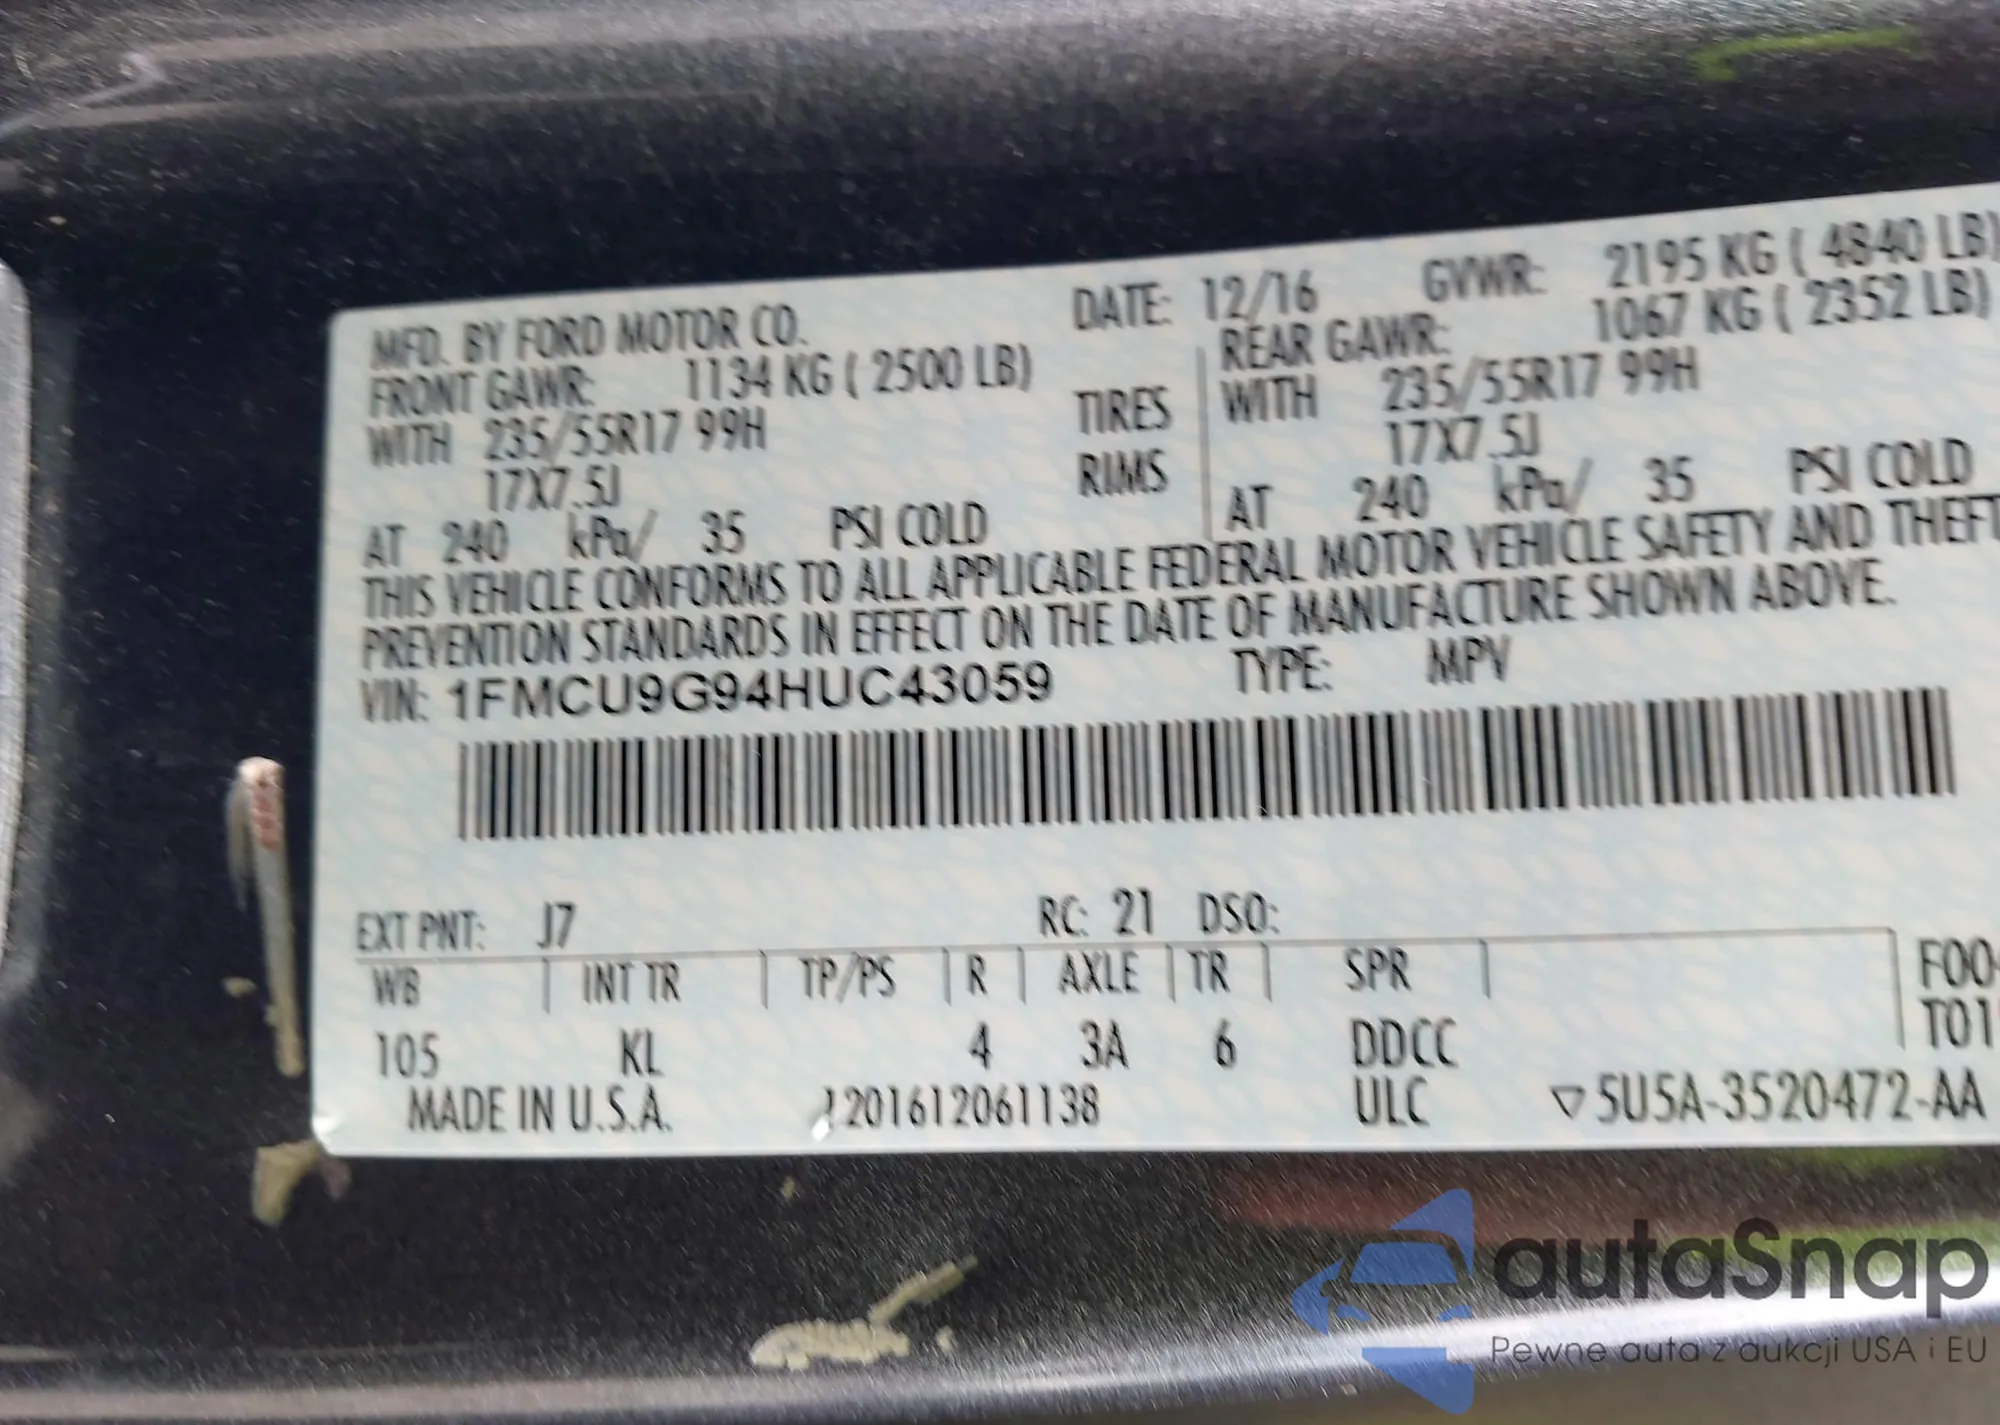 MFD. BY FORD MOTOR CO. DATE: 12/16 GVWR: 2195 KG ( 4840 LB)
FRONT GAWR: 1134 KG ( 2500 LB) REAR GAWR: 1067 KG ( 2352 LB)
WITH 235/55R17 99H TIRES WITH 235/55R17 99H
17X7.5J RIMS 17X7.5J
AT 240 kPa/ 35 PSI COLD AT 240 kPa/ 35 PSI COLD
THIS VEHICLE CONFORMS TO ALL APPLICABLE FEDERAL MOTOR VEHICLE SAFETY AND THEFT
PREVENTION STANDARDS IN EFFECT ON THE DATE OF MANUFACTURE SHOWN ABOVE.
VIN: 1FMCU9G94HUC43059 TYPE: MPV
EXT PNT: J7 RC: 21 DSO:
WB INT TR TP/PS R AXLE TR SPR F00
105 KL 4 3A 6 DDCC T01
MADE IN U.S.A. 201612061138 ULC ▽5U5A-3520472-AA
autaSnap
Pewne auta z aukcji USA i EU